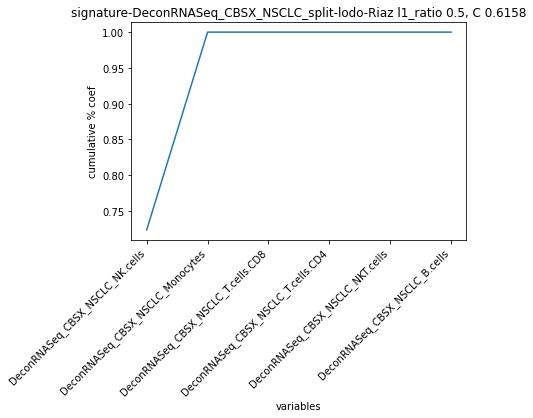 signature-DeconRNASeq_CBSX_NSCLC_split-lodo-Riaz l1_ratio 0.5, C 0.6158
cumulative % coef
1.00
0.95
0.90
0.85
0.80
0.75
DeconRNASeq_CBSX_NSCLC_NK.cells
DeconRNASeq_CBSX_NSCLC_Monocytes
DeconRNASeq_CBSX_NSCLC_T.cells.CD8
DeconRNASeq_CBSX_NSCLC_T.cells.CD4
DeconRNASeq_CBSX_NSCLC_NKT.cells
DeconRNASeq_CBSX_NSCLC_B.cells
variables